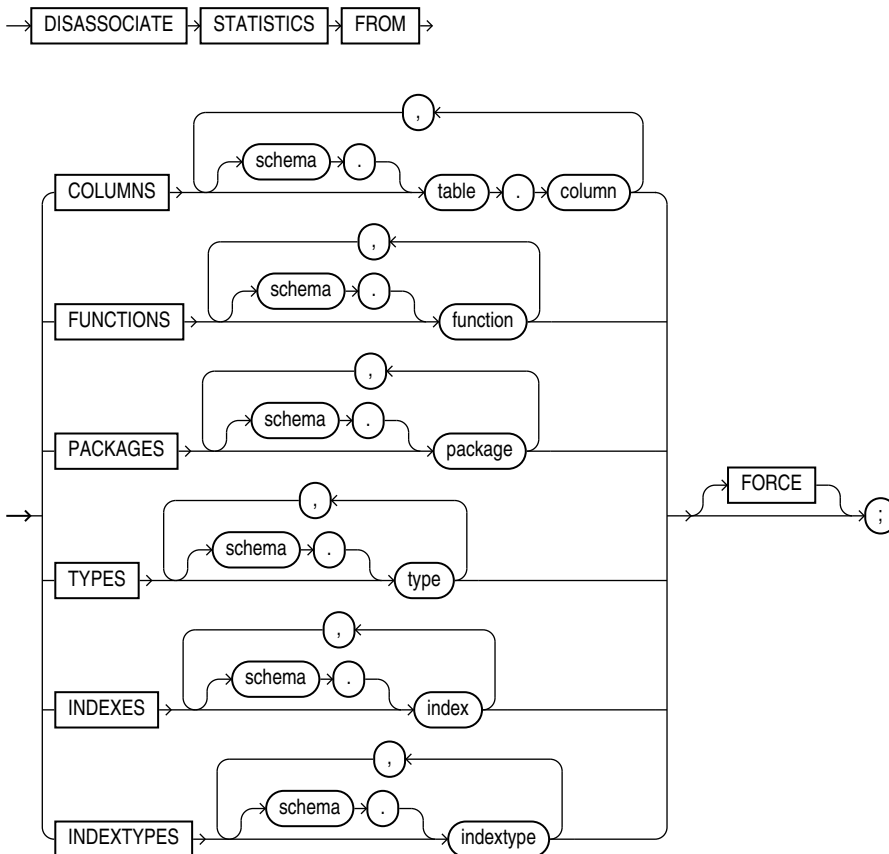 DISASSOCIATE STATISTICS FROM
,
schema .
COLUMNS table . column
,
schema .
FUNCTIONS function
,
schema .
PACKAGES package
FORCE
;
,
schema .
TYPES type
,
schema .
INDEXES index
,
schema .
INDEXTYPES indextype